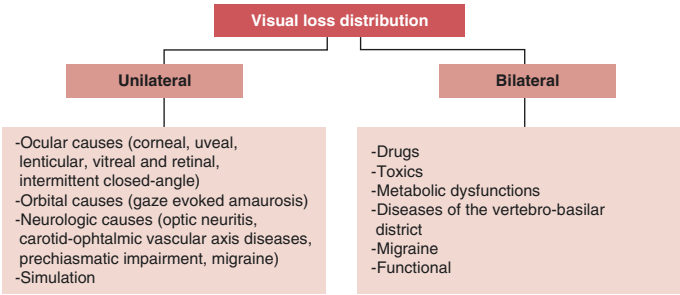 Visual loss distribution
Unilateral
Bilateral
-Ocular causes (corneal, uveal,
lenticular, vitreal and retinal,
intermittent closed-angle)
-Orbital causes (gaze evoked amaurosis)
-Neurologic causes (optic neuritis,
carotid-ophtalmic vascular axis diseases,
prechiasmatic impairment, migraine)
-Simulation
-Drugs
-Toxics
-Metabolic dysfunctions
-Diseases of the vertebro-basilar
district
-Migraine
-Functional